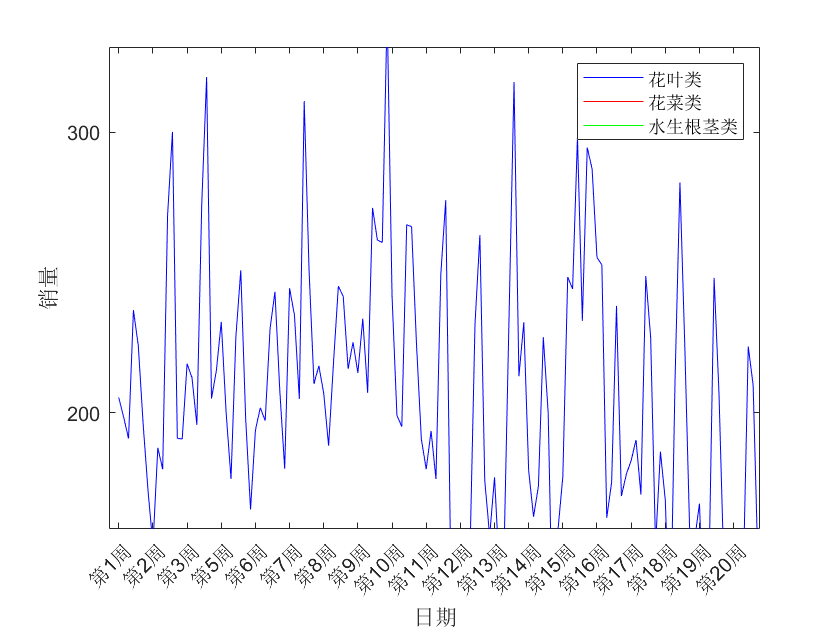 花叶类
花菜类
水生根茎类
300
200
销量
第1周
第2周
第3周
第5周
第6周
第7周
第8周
第9周
第10周
第11周
第12周
第13周
第14周
第15周
第16周
第17周
第18周
第19周
第20周
日期